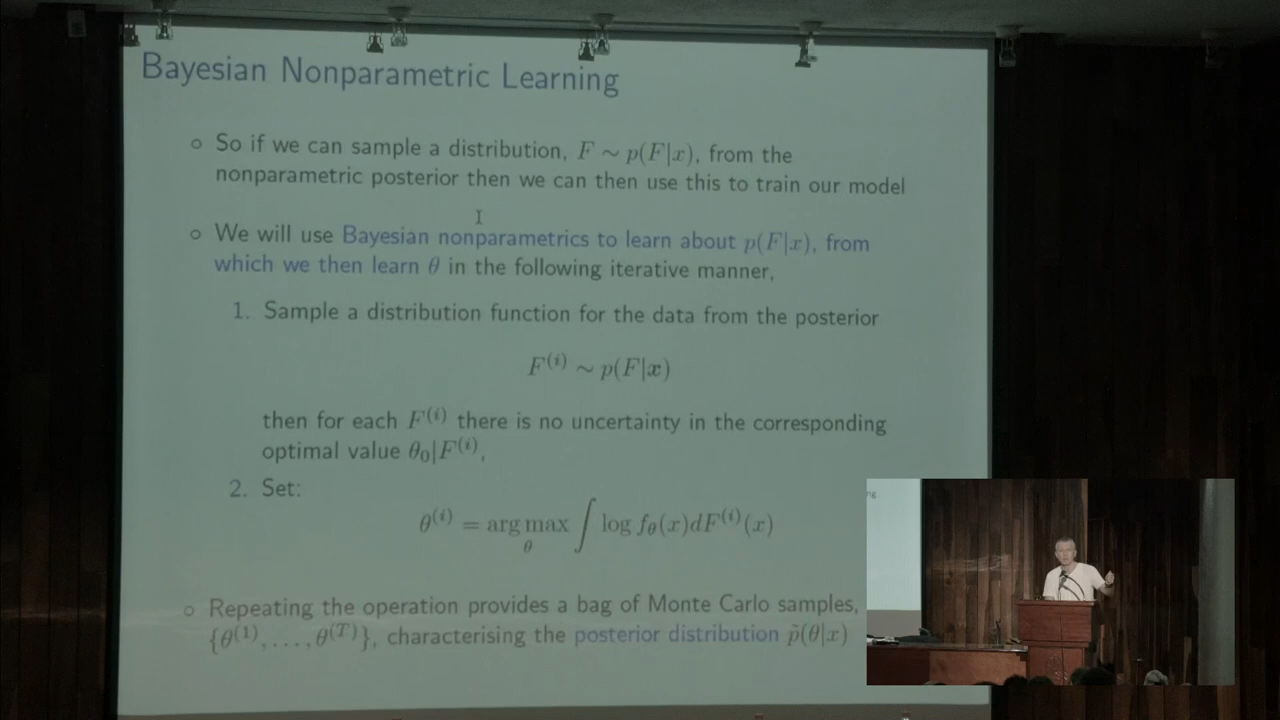 Bayesian Nonparametric Learning
○ So if we can sample a distribution, F ∼ p(F|x), from the
nonparametric posterior then we can then use this to train our model
○ We will use Bayesian nonparametrics to learn about p(F|x), from
which we then learn θ in the following iterative manner,
1. Sample a distribution function for the data from the posterior
F⁽ⁱ⁾ ∼ p(F|x)
then for each F⁽ⁱ⁾ there is no uncertainty in the corresponding
optimal value θ₀|F⁽ⁱ⁾,
2. Set:
θ⁽ⁱ⁾ = arg max_θ ∫ log f_θ(x)dF⁽ⁱ⁾(x)
○ Repeating the operation provides a bag of Monte Carlo samples,
{θ⁽¹⁾, . . . , θ⁽ᵀ⁾}, characterising the posterior distribution p̃(θ|x)
ng